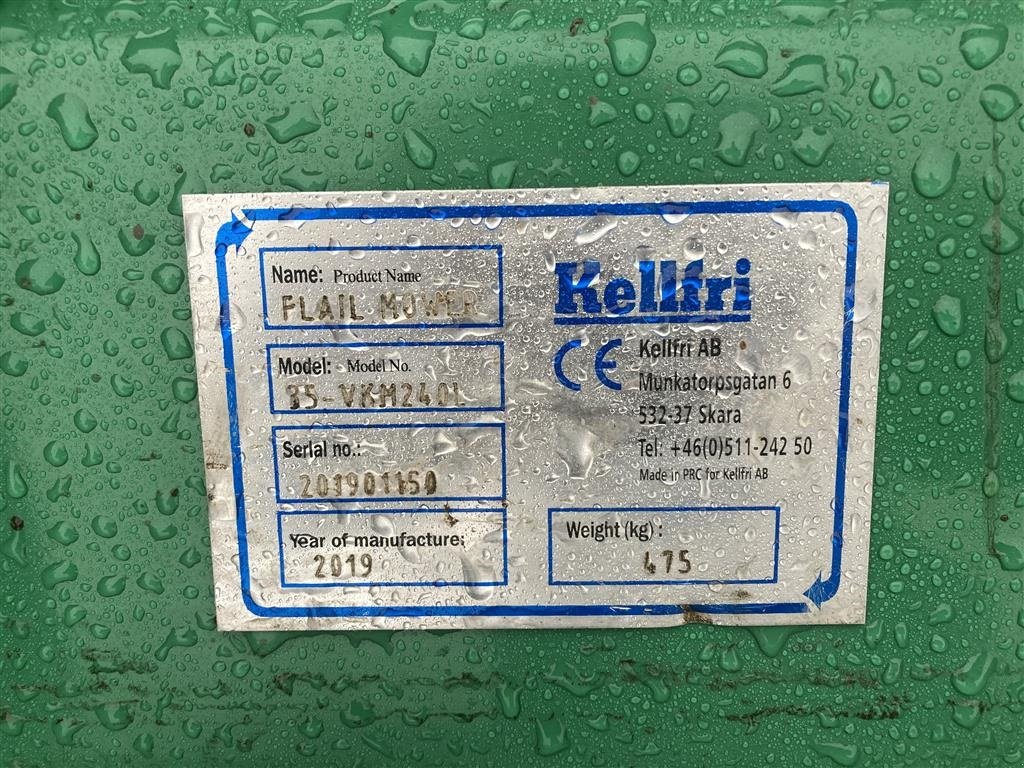 Name: Product Name
FLAIL MOWER
Model: Model No.
35-VKM240L
Serial no.:
201901150
Year of manufacture:
2019
Kellfri
CE
Kellfri AB
Munkatorpsgatan 6
532-37 Skara
Tel: +46(0)511-242 50
Made in PRC for Kellfri AB
Weight (kg) :
475